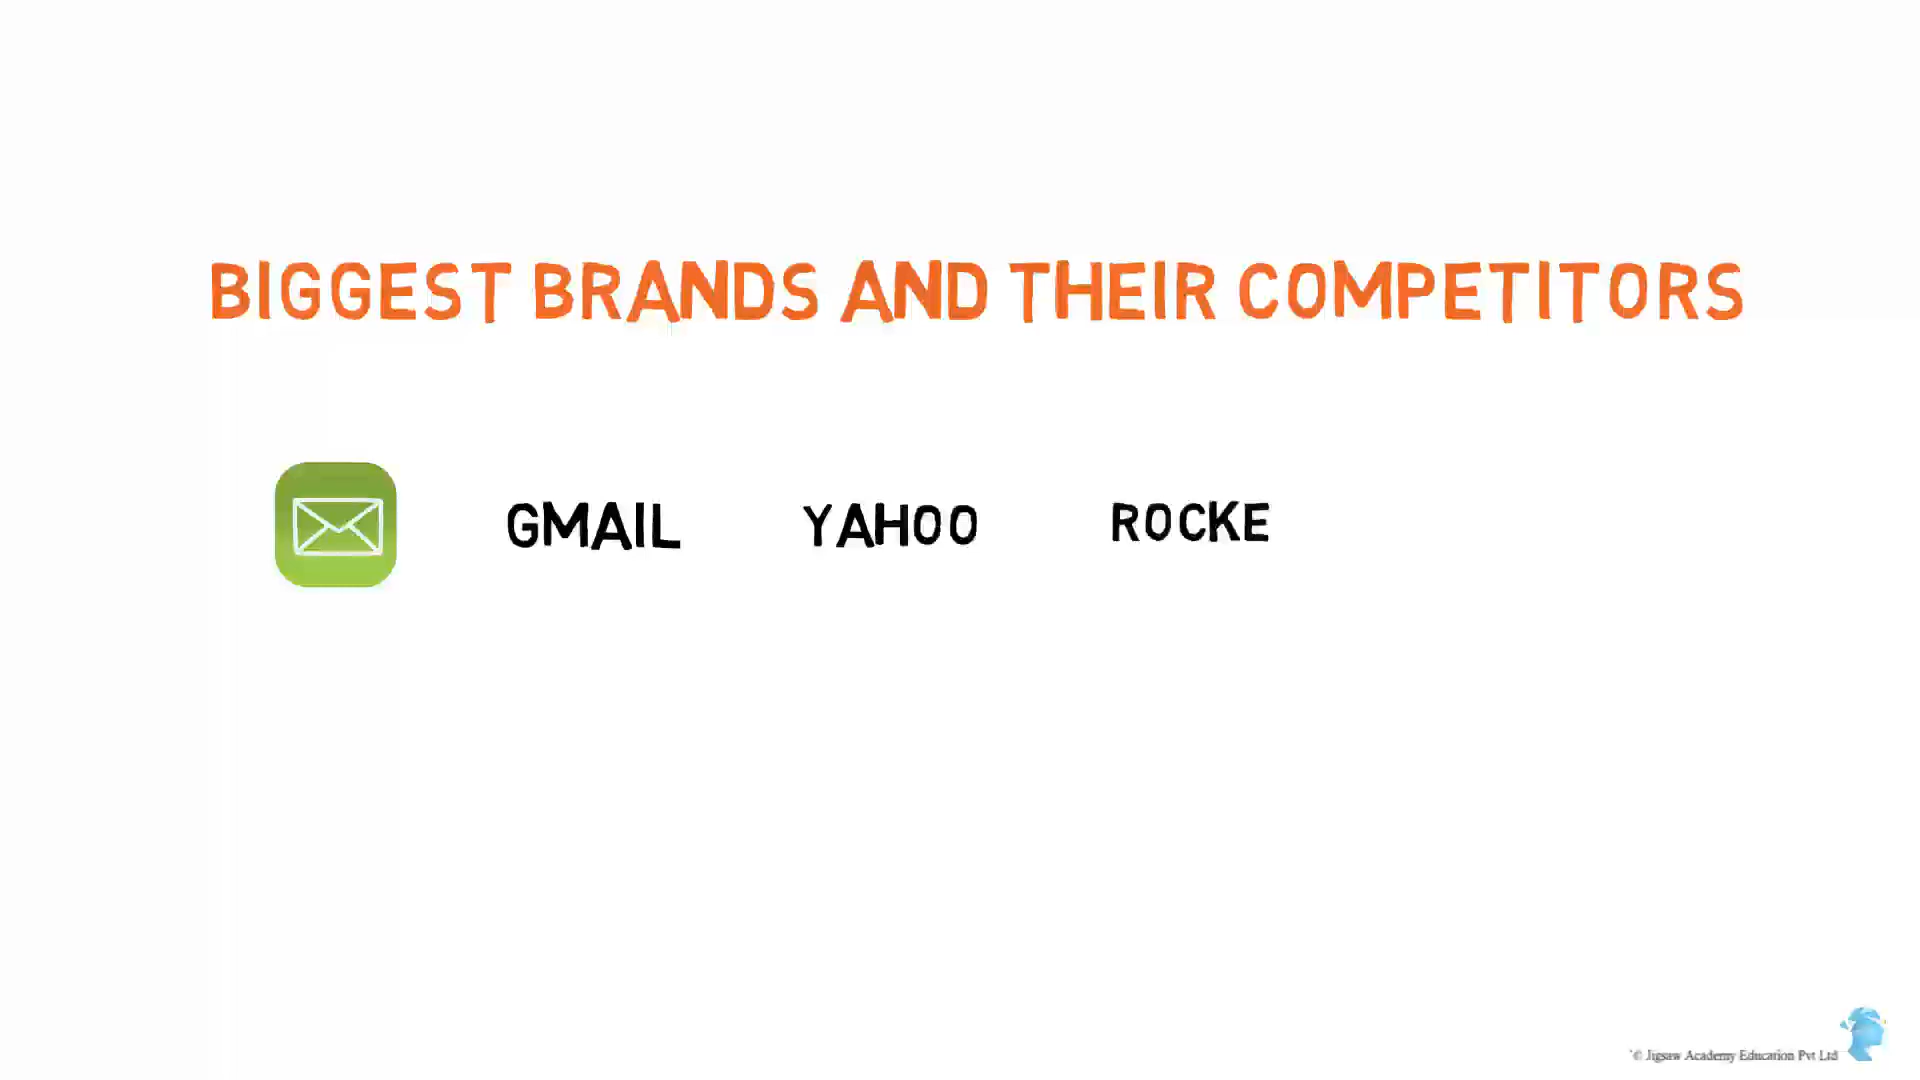 BIGGEST BRANDS AND THEIR COMPETITORS
GMAIL YAHOO ROCKE
© Jigsaw Academy Education Pvt Ltd